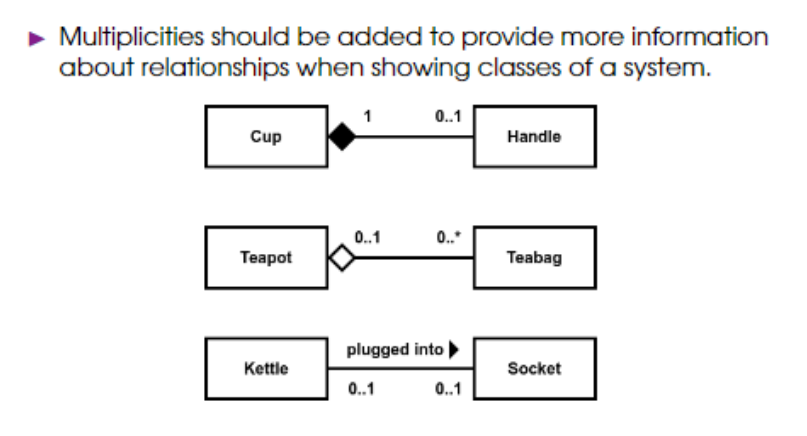 Multiplicities should be added to provide more information
about relationships when showing classes of a system.
1 0..1
Cup Handle
0..1 0..*
Teapot Teabag
plugged into
Kettle Socket
0..1 0..1